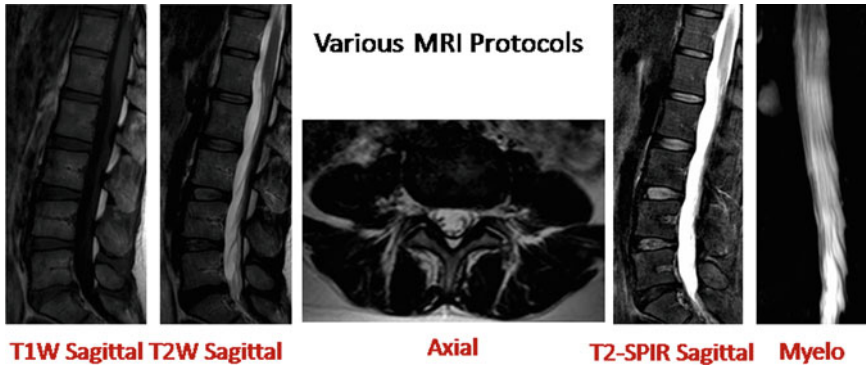 Various MRI Protocols
T1W Sagittal
T2W Sagittal
Axial
T2-SPIR Sagittal
Myelo